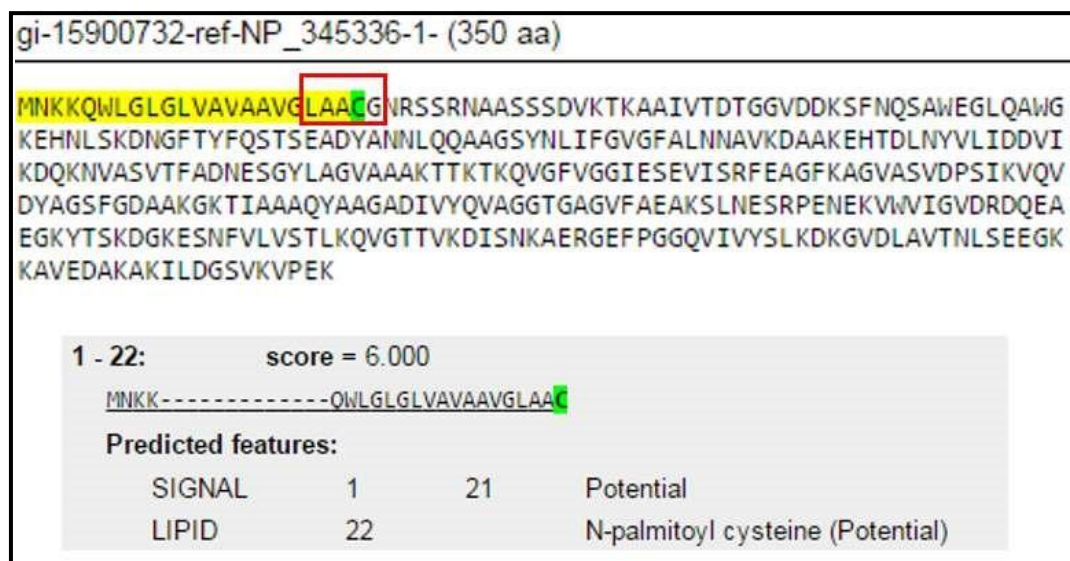 gi-15900732-ref-NP_345336-1- (350 aa)
MNKKQWLGLGLVAVAAVGLAACGNRSSRNAASSSDVKTKAAIVTDTGGVDDKSFNQSAWEGLQAWG
KEHNLSKDNGFTYFQSTSEADYANNLQQAAGSYNLIFGVGFALNNAVKDAAKEHTDLNYVLIDDVI
KDQKNVASVTFADNESGYLAGVAAAKTTKTKQVGFVGGIESEVISRFEAGFKAGVASVDPSIKVQV
DYAGSFGDAAKGKTIAAAQYAAGADIVYQVAGGTGAGVFAEAKSLNESRPENEKVWVIGVDRDQEA
EGKYTSKDGKESNFVLVSTLKQVGTTVKDISNKAERGEFPGGQVIVYSLKDKGVDLAVTNLSEEGK
KAVEDAKAKILDGSVKVPEK
1 - 22: score = 6.000
MNKK-------------QWLGLGLVAVAAVGLAAC
Predicted features:
SIGNAL 1 21 Potential
LIPID 22 N-palmitoyl cysteine (Potential)